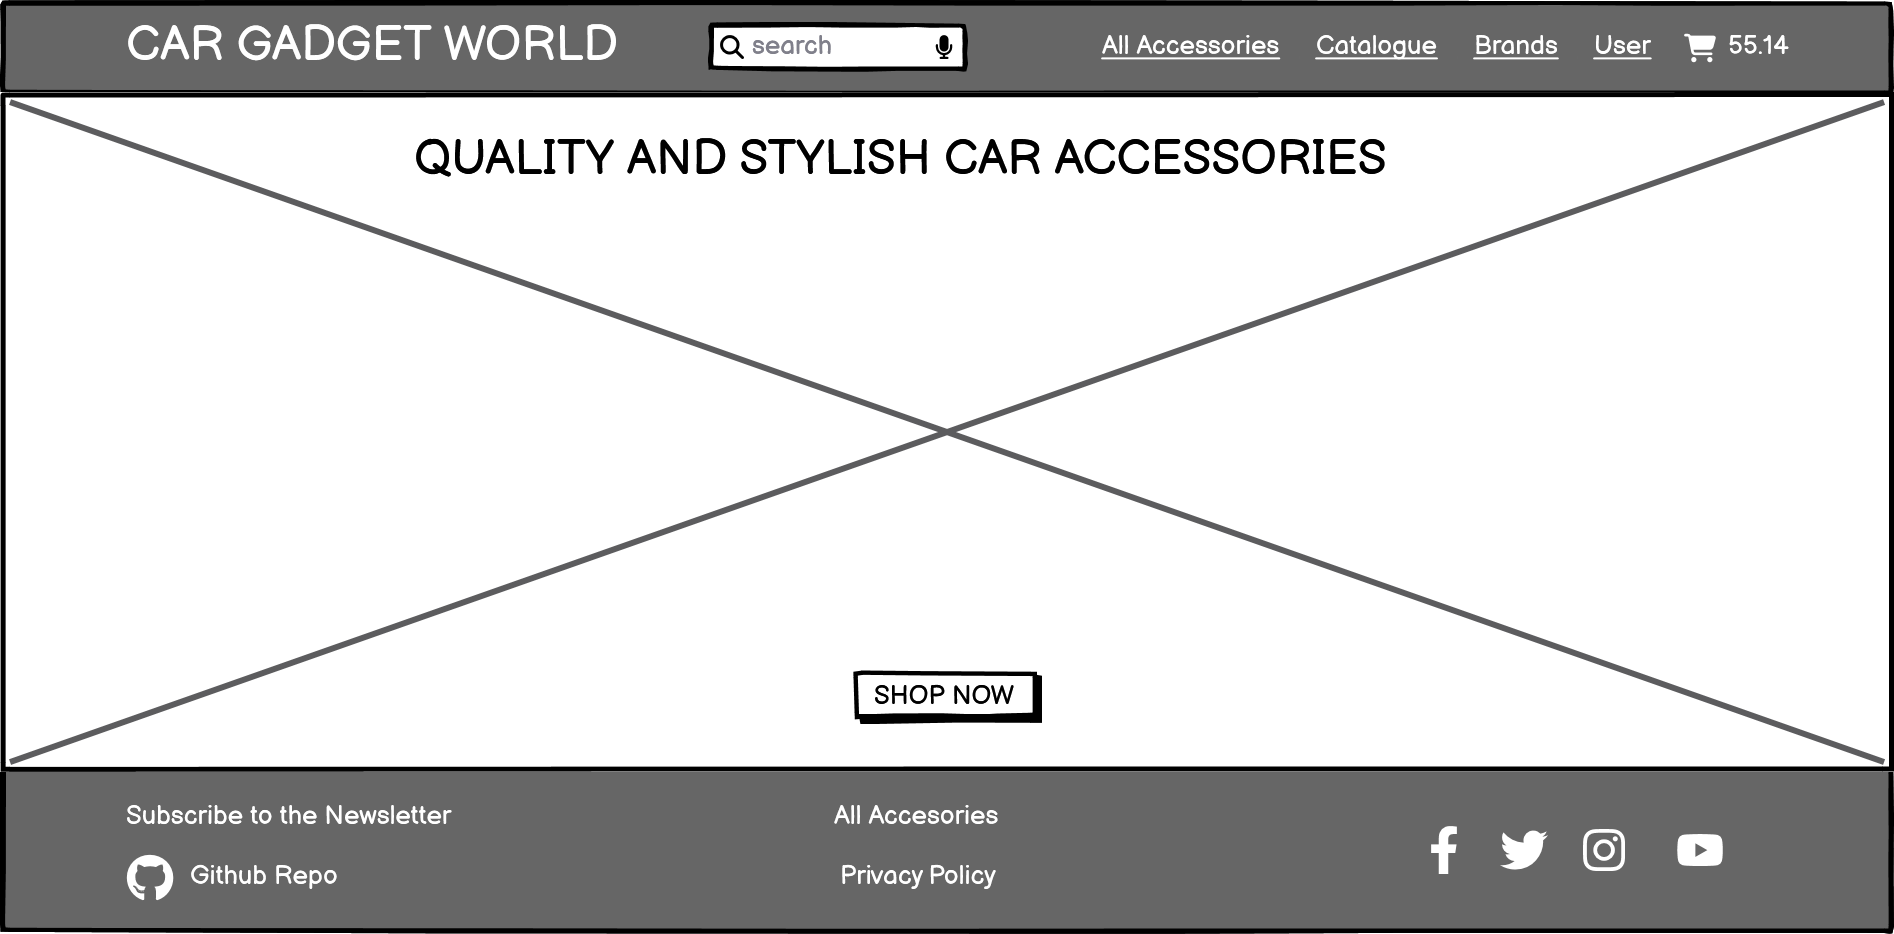 CAR GADGET WORLD
search
All Accessories
Catalogue
Brands
User
55.14
QUALITY AND STYLISH CAR ACCESSORIES
SHOP NOW
Subscribe to the Newsletter
All Accesories
Github Repo
Privacy Policy